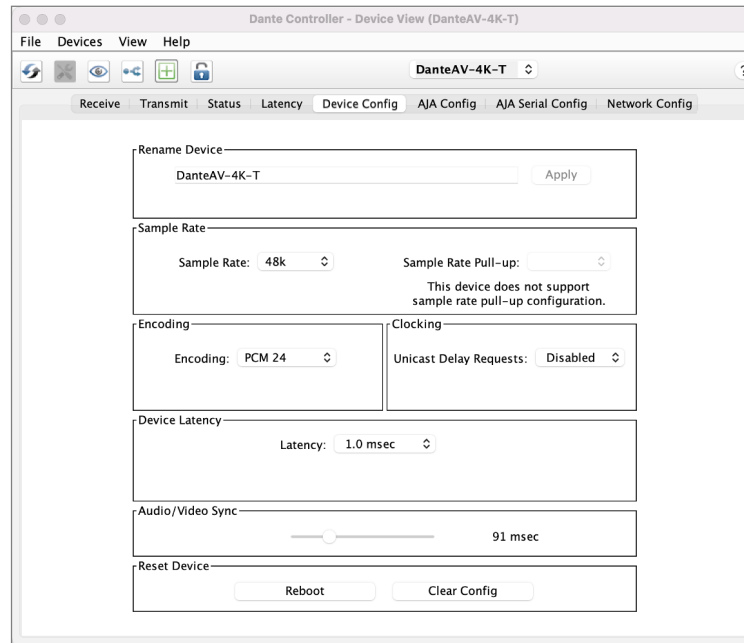 Dante Controller - Device View (DanteAV-4K-T)
File Devices View Help
DanteAV-4K-T
?
Receive Transmit Status Latency Device Config AJA Config AJA Serial Config Network Config
Rename Device
DanteAV-4K-T Apply
Sample Rate
Sample Rate: 48k Sample Rate Pull-up:
This device does not support
sample rate pull-up configuration.
Encoding Clocking
Encoding: PCM 24 Unicast Delay Requests: Disabled
Device Latency
Latency: 1.0 msec
Audio/Video Sync
91 msec
Reset Device
Reboot Clear Config